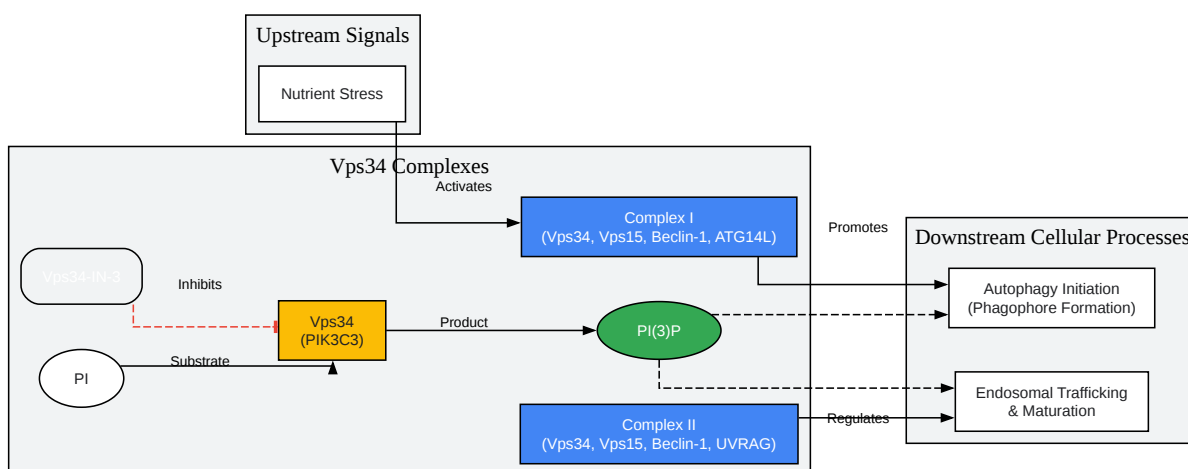 Upstream Signals
Nutrient Stress
Vps34 Complexes
Activates
Complex I
(Vps34, Vps15, Beclin-1, ATG14L)
Promotes
Downstream Cellular Processes
Vps34-IN-3
Inhibits
Autophagy Initiation
(Phagophore Formation)
Vps34
(PIK3C3)
Product
PI(3)P
Substrate
PI
Endosomal Trafficking
& Maturation
Complex II
(Vps34, Vps15, Beclin-1, UVRAG)
Regulates